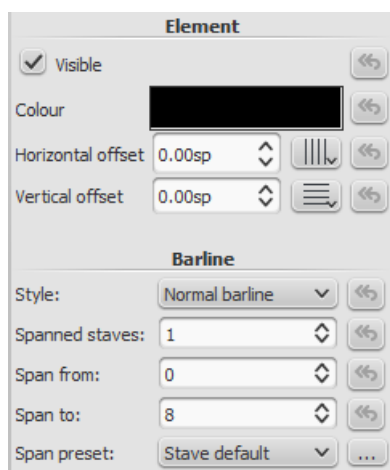 Element
Visible
Colour
Horizontal offset 0.00sp
Vertical offset 0.00sp
Barline
Style: Normal barline
Spanned staves: 1
Span from: 0
Span to: 8
Span preset: Stave default ...